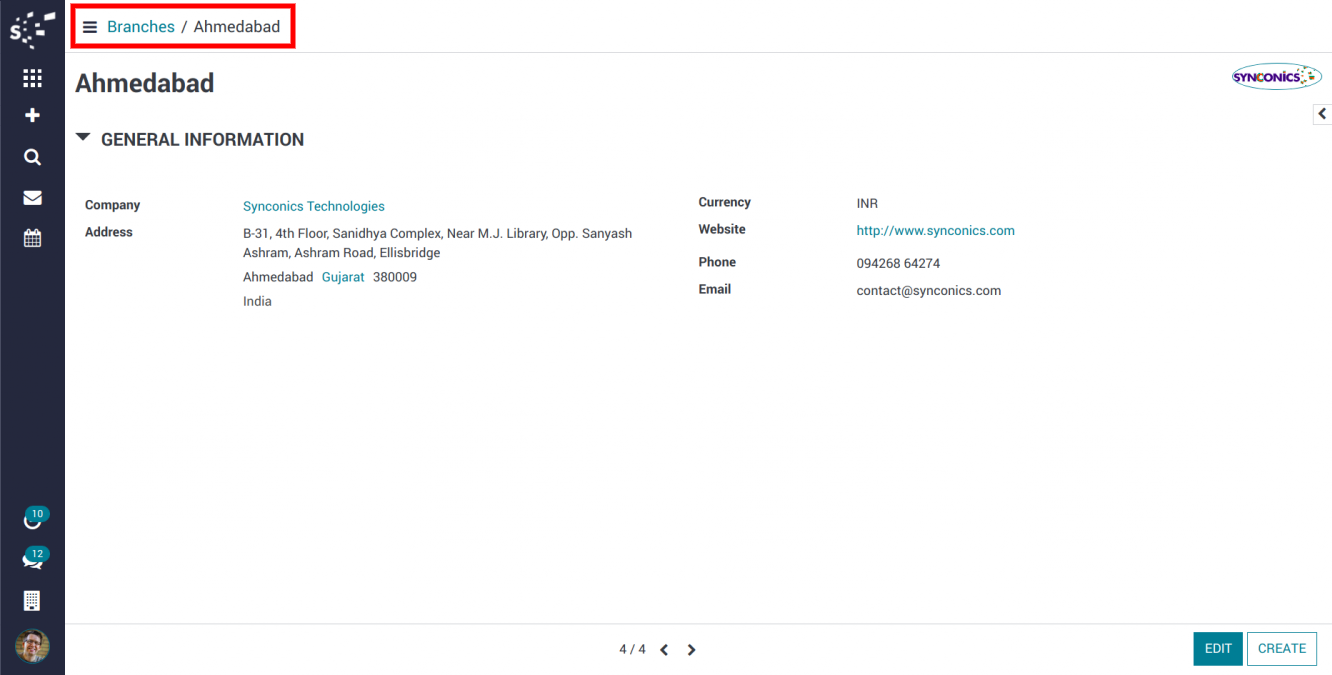 Branches / Ahmedabad
Ahmedabad
SYNCONICS
GENERAL INFORMATION
Company
Synconics Technologies
Address
B-31, 4th Floor, Sanidhya Complex, Near M.J. Library, Opp. Sanyash
Ashram, Ashram Road, Ellisbridge
Ahmedabad Gujarat 380009
India
Currency
INR
Website
http://www.synconics.com
Phone
094268 64274
Email
contact@synconics.com
10
12
4 / 4
EDIT
CREATE